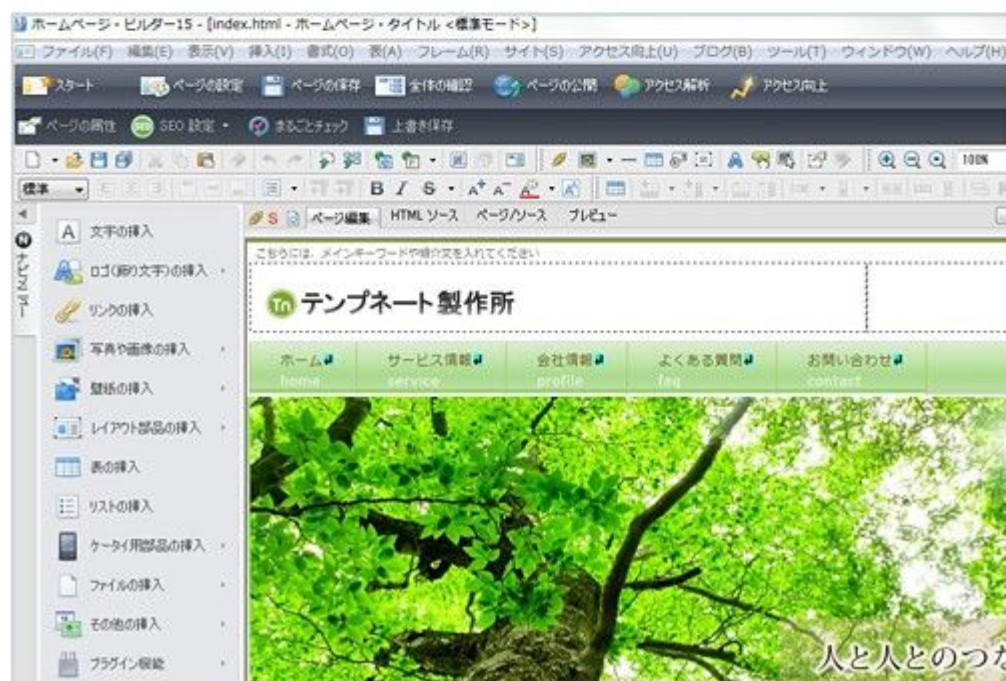 ホームページ・ビルダー15 - [index.html - ホームページ・タイトル <標準モード>]
ファイル(F) 編集(E) 表示(V) 挿入(I) 書式(O) 表(A) フレーム(R) サイト(S) アクセス向上(U) ブログ(B) ツール(T) ウィンドウ(W) ヘルプ(H)
スタート ページの設定 ページの保存 全体の確認 ページの公開 アクセス解析 アクセス向上
ページの属性 SEO SEO 設定 まるごとチェック 上書き保存
100%
標準 B I S A+ A- A
ページ編集 HTML ソース ページ/ソース プレビュー
ナビメニュー
文字の挿入
ロゴ(飾り文字)の挿入
リンクの挿入
写真や画像の挿入
壁紙の挿入
レイアウト部品の挿入
表の挿入
リストの挿入
ケータイ用部品の挿入
ファイルの挿入
その他の挿入
プラグイン機能
こちらには、メインキーワードや紹介文を入れてください
Tn テンプネート製作所
ホーム サービス情報 会社情報 よくある質問 お問い合わせ
home service profile faq contact
人と人とのつな